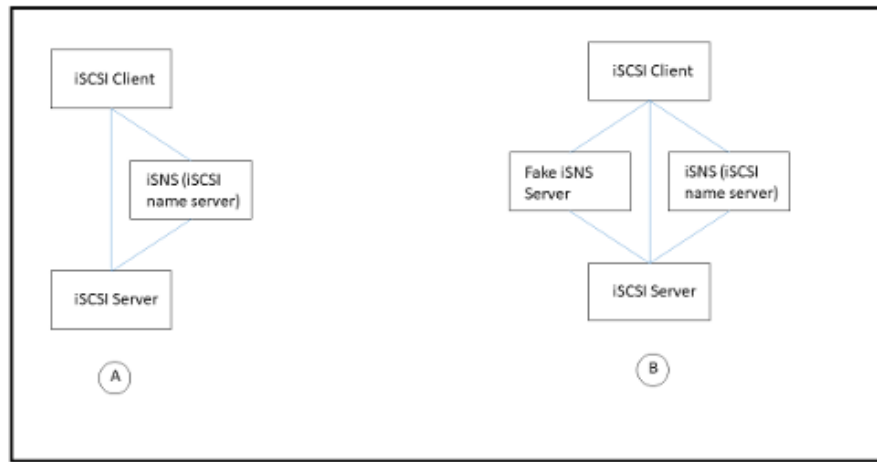 iSCSI Client
iSNS (iSCSI
name server)
iSCSI Server
A
iSCSI Client
Fake iSNS
Server
iSNS (iSCSI
name server)
iSCSI Server
B